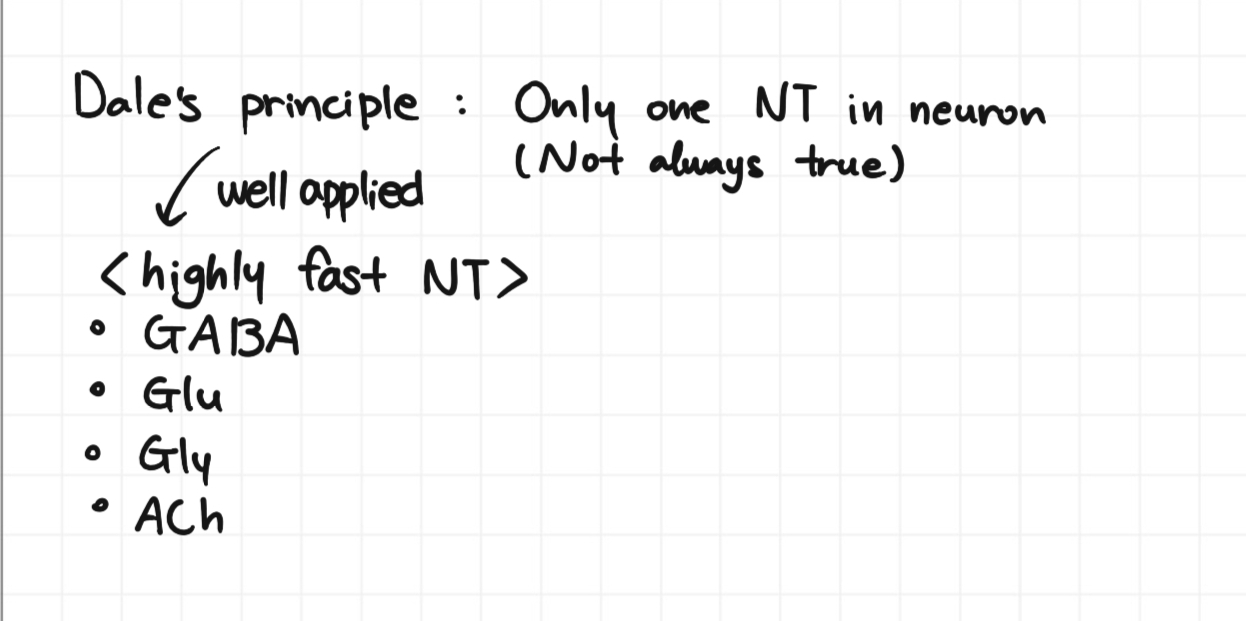 Dale's principle : Only one NT in neuron
(Not always true)
well applied
<highly fast NT>
• GABA
• Glu
• Gly
• ACh